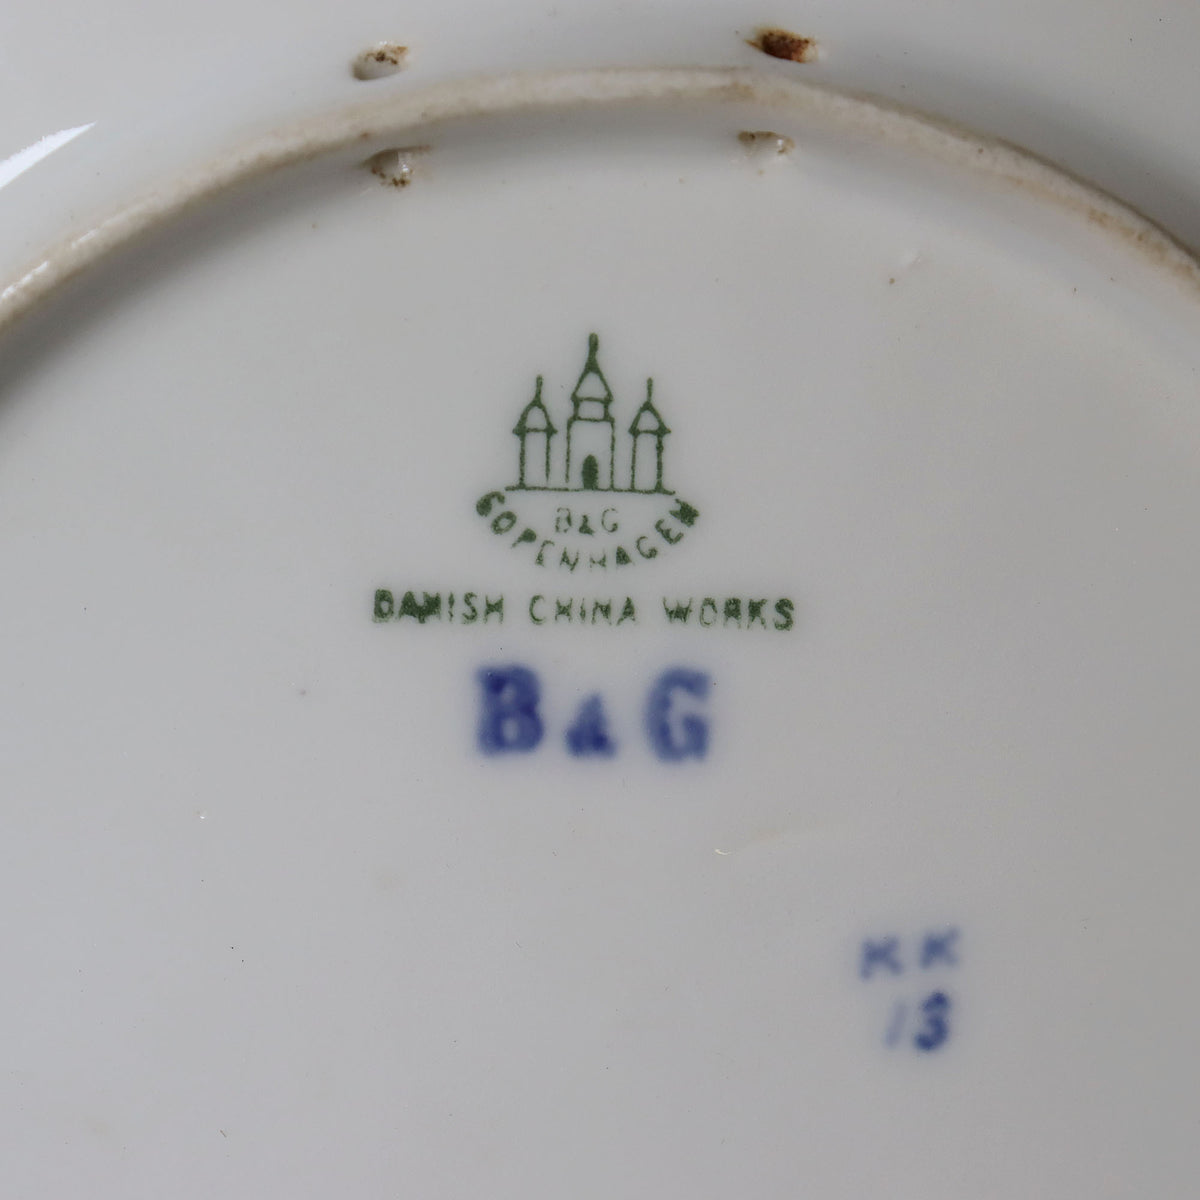 B&G
COPENHAGEN
DANISH CHINA WORKS
B&G
KK
13